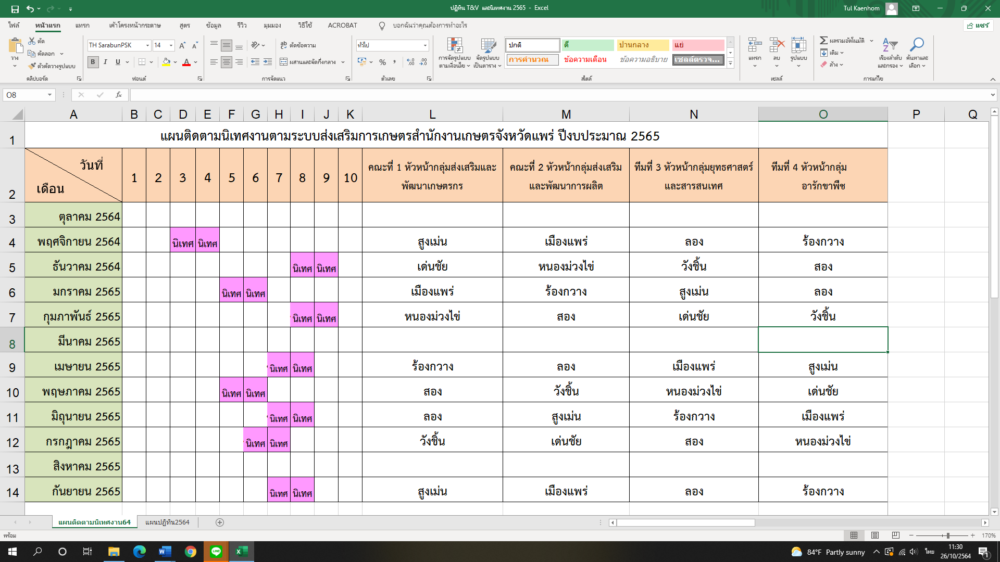 ปฏิทิน T&V และนิเทศงาน 2565 - Excel
Tul Kaenhom
ไฟล์ หน้าแรก แทรก เค้าโครงหน้ากระดาษ สูตร ข้อมูล รีวิว มุมมอง วิธีใช้ ACROBAT บอกฉันว่าคุณต้องการทำอะไร แชร์
วาง ตัด คัดลอก ตัวคัดวางรูปแบบ คลิปบอร์ด
TH SarabunPSK 14 B I U ฟอนต์
ตัดข้อความ ผสานและจัดกึ่งกลาง การจัดแนว
ทั่วไป % ตัวเลข
การจัดรูปแบบตามเงื่อนไข จัดรูปแบบเป็นตาราง
ปกติ ดี ปานกลาง แย่
การคำนวณ ข้อความเตือน ข้อความอธิบาย เซลล์ตรวจ...
สไตล์
แทรก ลบ รูปแบบ เซลล์
ผลรวมอัตโนมัติ เติม ล้าง เรียงลำดับและกรอง ค้นหาและเลือก การแก้ไข
O8 fx
A B C D E F G H I J K L M N O P Q
1 แผนติดตามนิเทศงานตามระบบส่งเสริมการเกษตรสำนักงานเกษตรจังหวัดแพร่ ปีงบประมาณ 2565
2 วันที่ เดือน 1 2 3 4 5 6 7 8 9 10 คณะที่ 1 หัวหน้ากลุ่มส่งเสริมและพัฒนาเกษตรกร คณะที่ 2 หัวหน้ากลุ่มส่งเสริมและพัฒนาการผลิต ทีมที่ 3 หัวหน้ากลุ่มยุทธศาสตร์และสารสนเทศ ทีมที่ 4 หัวหน้ากลุ่มอารักขาพืช
3 ตุลาคม 2564
4 พฤศจิกายน 2564 นิเทศ นิเทศ สูงเม่น เมืองแพร่ ลอง ร้องกวาง
5 ธันวาคม 2564 นิเทศ นิเทศ เด่นชัย หนองม่วงไข่ วังชิ้น สอง
6 มกราคม 2565 นิเทศ นิเทศ เมืองแพร่ ร้องกวาง สูงเม่น ลอง
7 กุมภาพันธ์ 2565 นิเทศ นิเทศ หนองม่วงไข่ สอง เด่นชัย วังชิ้น
8 มีนาคม 2565
9 เมษายน 2565 นิเทศ นิเทศ ร้องกวาง ลอง เมืองแพร่ สูงเม่น
10 พฤษภาคม 2565 นิเทศ นิเทศ สอง วังชิ้น หนองม่วงไข่ เด่นชัย
11 มิถุนายน 2565 นิเทศ นิเทศ ลอง สูงเม่น ร้องกวาง เมืองแพร่
12 กรกฎาคม 2565 นิเทศ นิเทศ วังชิ้น เด่นชัย สอง หนองม่วงไข่
13 สิงหาคม 2565
14 กันยายน 2565 นิเทศ นิเทศ สูงเม่น เมืองแพร่ ลอง ร้องกวาง
แผนติดตามนิเทศงาน64 แผนปฏิทิน2564
พร้อม 170%
84°F Partly sunny ไทย 11:30
26/10/2564 1